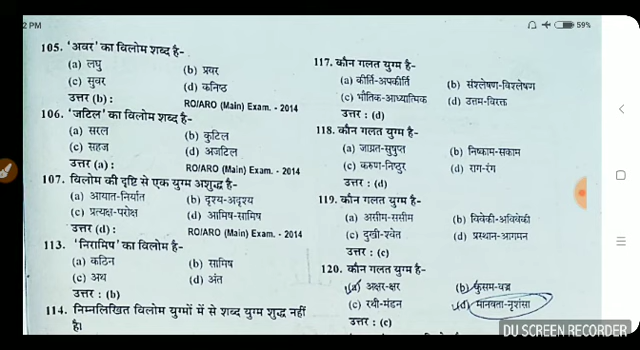 2 PM
59%
105. 'अवर' का विलोम शब्द है-
(a) लघु (b) प्रवर
(c) सुवर (d) कनिष्ठ
उत्तर (b) : RO/ARO (Main) Exam. - 2014
106. 'जटिल' का विलोम शब्द है-
(a) सरल (b) कुटिल
(c) सहज (d) अजटिल
उत्तर (a) : RO/ARO (Main) Exam. - 2014
107. विलोम की दृष्टि से एक युग्म अशुद्ध है-
(a) आयात-निर्यात (b) दृश्य-अदृश्य
(c) प्रत्यक्ष-परोक्ष (d) आमिष-सामिष
उत्तर (d) : RO/ARO (Main) Exam. - 2014
113. 'निरामिष' का विलोम है-
(a) कठिन (b) सामिष
(c) अथ (d) अंत
उत्तर : (b)
114. निम्नलिखित विलोम युग्मों में से शब्द युग्म शुद्ध नहीं
है।
117. कौन गलत युग्म है-
(a) कीर्ति-अपकीर्ति (b) संश्लेषण-विश्लेषण
(c) भौतिक-आध्यात्मिक (d) उत्तम-विरक्त
उत्तर : (d)
118. कौन गलत युग्म है-
(a) जाग्रत-सुषुप्त (b) निष्काम-सकाम
(c) करुण-निष्ठुर (d) राग-रंग
उत्तर : (d)
119. कौन गलत युग्म है-
(a) असीम-ससीम (b) विवेकी-अविवेकी
(c) दुखी-श्वेत (d) प्रस्थान-आगमन
उत्तर : (c)
120. कौन गलत युग्म है-
(a) अक्षर-क्षर (b) कुसम-वज्र
(c) रथी-मंडन (d) मानवता-नृशंसा
उत्तर : (c)
DU SCREEN RECORDER